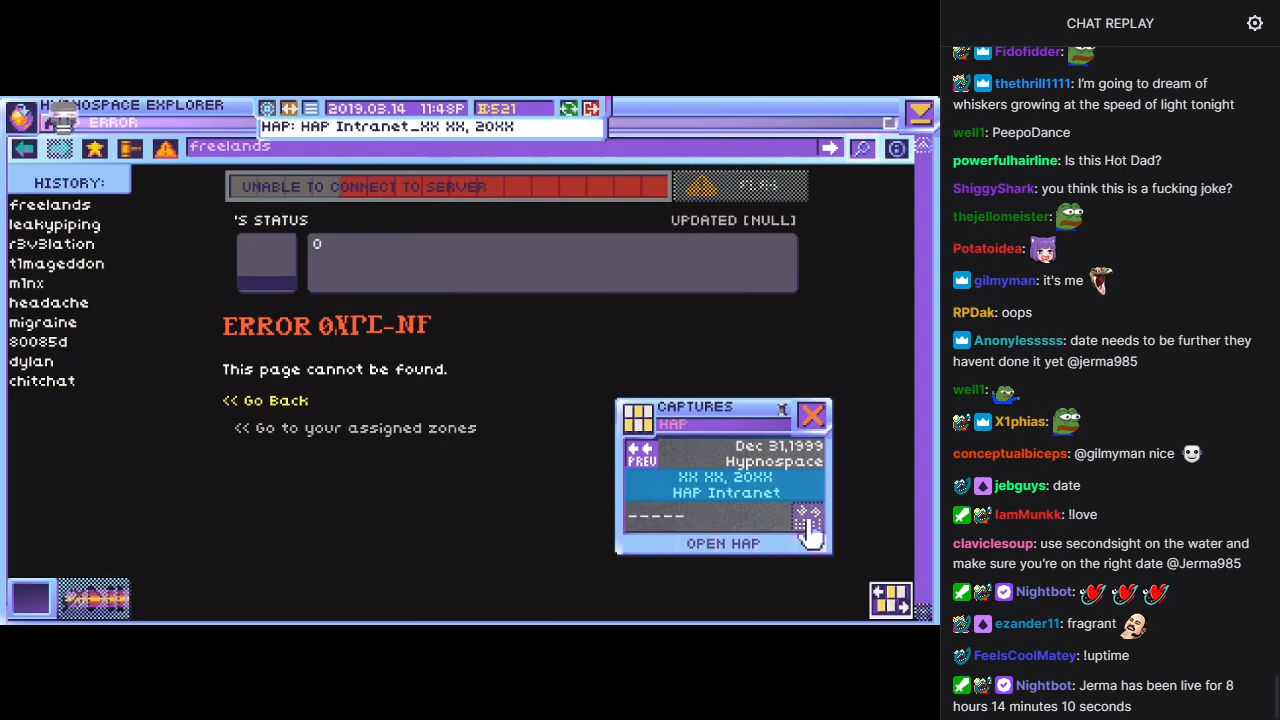 HYPNOSPACE EXPLORER
ERROR
2019.03.14 11:48P
521
HAP: HAP Intranet_XX XX, 20XX
freelands
HISTORY:
freelands
leakypiping
r3v3lation
t1mageddon
m1nx
headache
migraine
80085d
dylan
chitchat
UNABLE TO CONNECT TO SERVER
'S STATUS
UPDATED [NULL]
0
ERROR
This page cannot be found.
<< Go Back
<< Go to your assigned zones
CAPTURES
HAP
PREV
Dec 31,1999
Hypnospace
XX XX, 20XX
HAP Intranet
-----
OPEN HAP
CHAT REPLAY
Fidofidder:
thethrill1111: I'm going to dream of
whiskers growing at the speed of light tonight
well1: PeepoDance
powerfulhairline: Is this Hot Dad?
ShiggyShark: you think this is a fucking joke?
thejellomeister:
Potatoidea:
gilmyman: it's me
RPDak: oops
Anonylesssss: date needs to be further they
havent done it yet @jerma985
well1:
X1phias:
conceptualbiceps: @gilmyman nice
jebguys: date
IamMunkk: !love
claviclesoup: use secondsight on the water and
make sure you're on the right date @Jerma985
Nightbot:
ezander11: fragrant
FeelsCoolMatey: !uptime
Nightbot: Jerma has been live for 8
hours 14 minutes 10 seconds